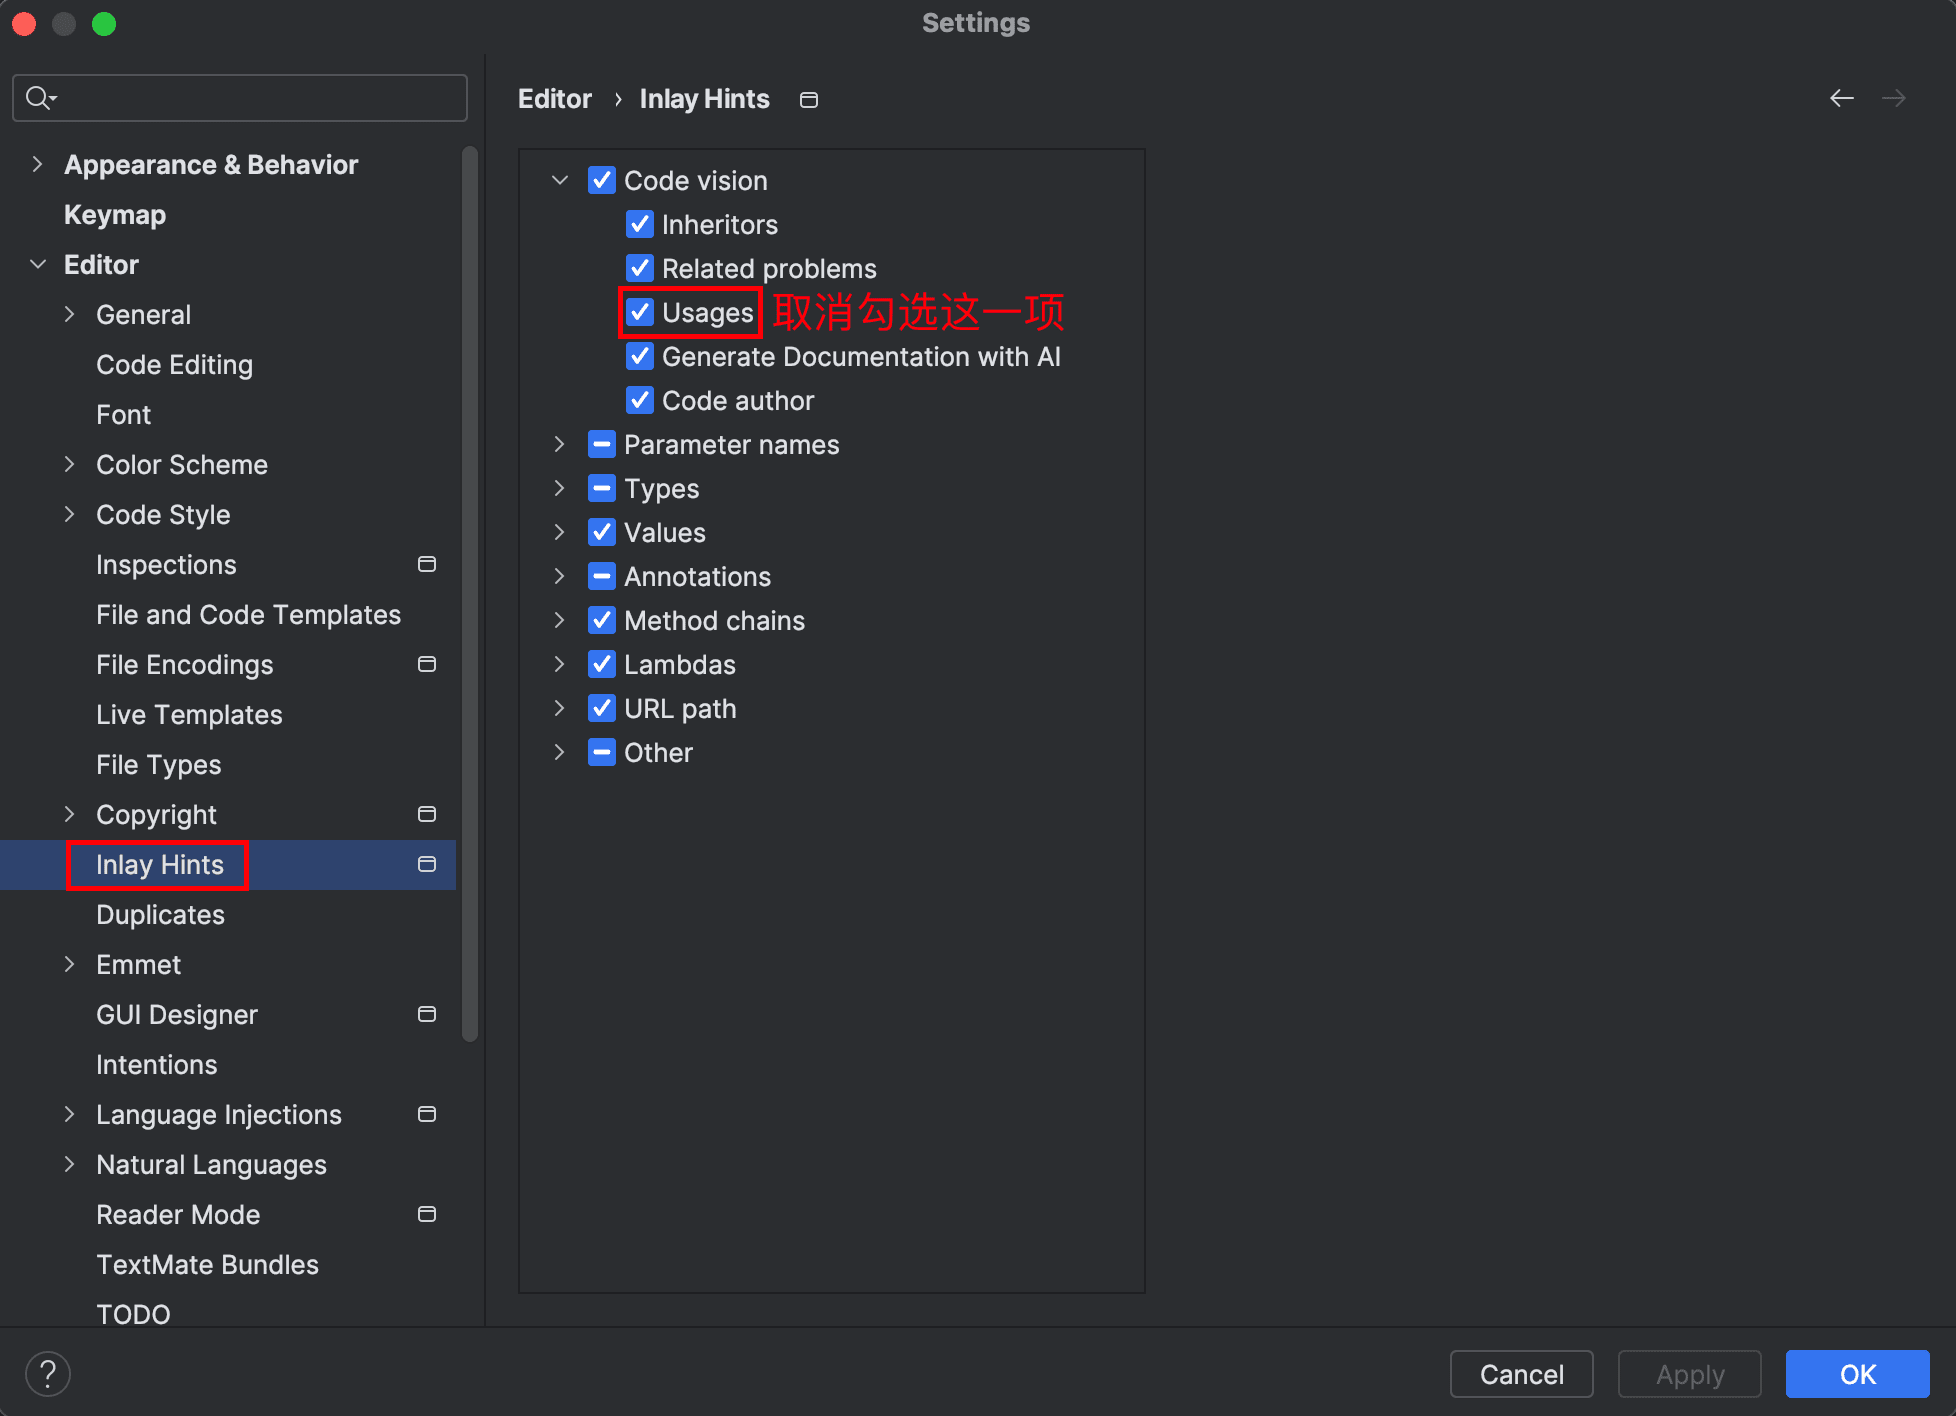 Settings
Appearance & Behavior
Keymap
Editor
General
Code Editing
Font
Color Scheme
Code Style
Inspections
File and Code Templates
File Encodings
Live Templates
File Types
Copyright
Inlay Hints
Duplicates
Emmet
GUI Designer
Intentions
Language Injections
Natural Languages
Reader Mode
TextMate Bundles
TODO
Editor › Inlay Hints
Code vision
Inheritors
Related problems
Usages 取消勾选这一项
Generate Documentation with AI
Code author
Parameter names
Types
Values
Annotations
Method chains
Lambdas
URL path
Other
?
Cancel
Apply
OK